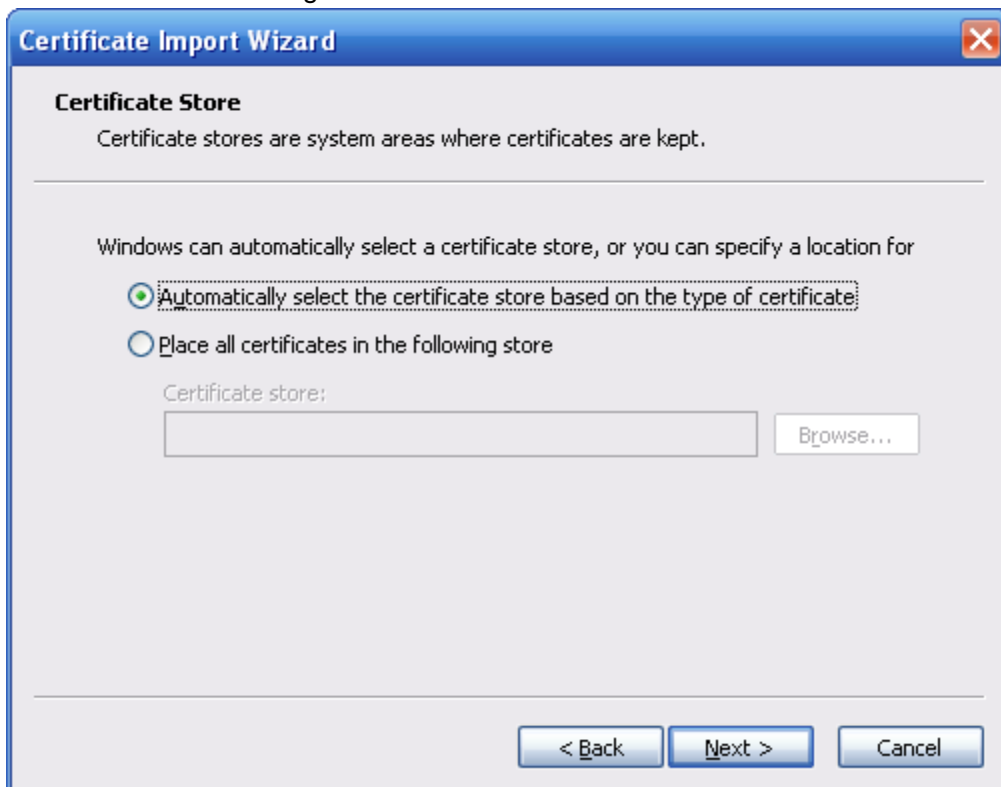 Certificate Import Wizard
Certificate Store
Certificate stores are system areas where certificates are kept.
Windows can automatically select a certificate store, or you can specify a location for
Automatically select the certificate store based on the type of certificate
Place all certificates in the following store
Certificate store:
Browse...
< Back Next > Cancel